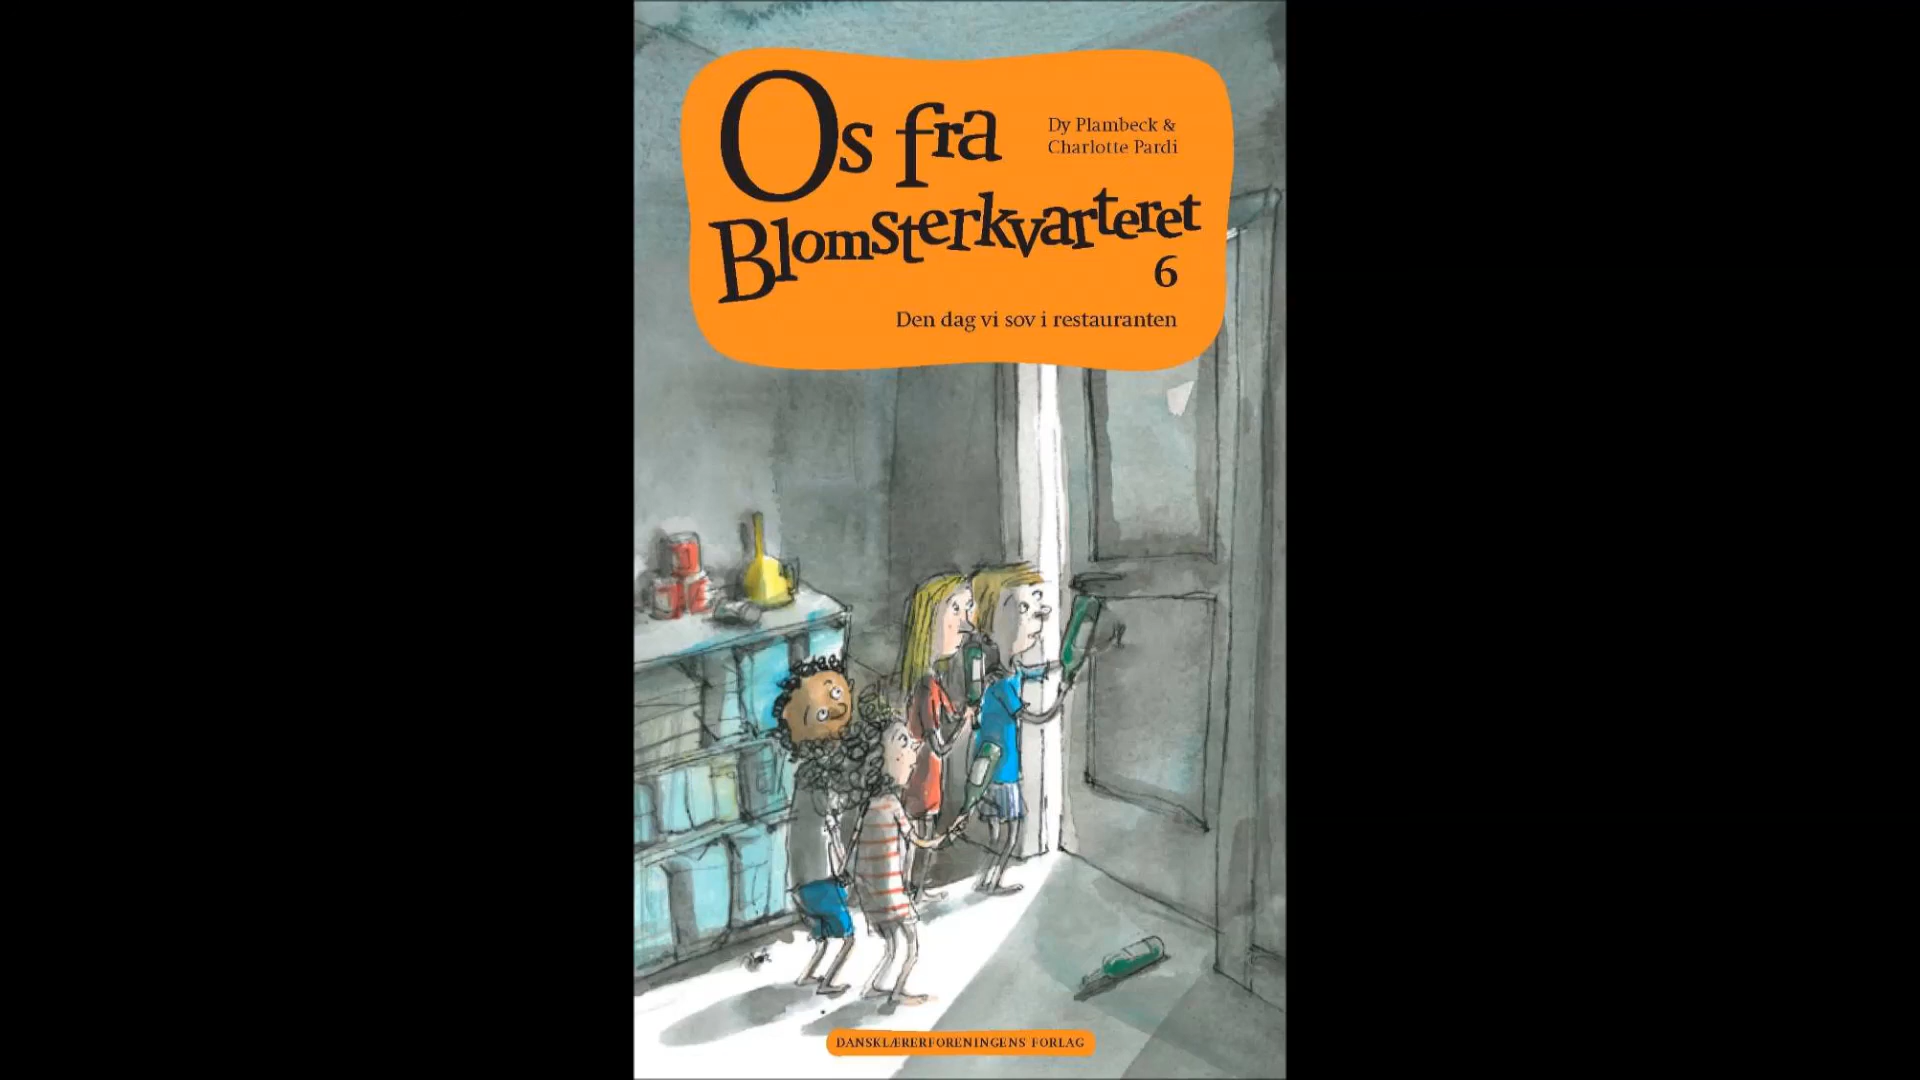 Os fra
Dy Plambeck &
Charlotte Pardi
Blomsterkvarteret
6
Den dag vi sov i restauranten
DANSKLÆRERFORENINGENS FORLAG